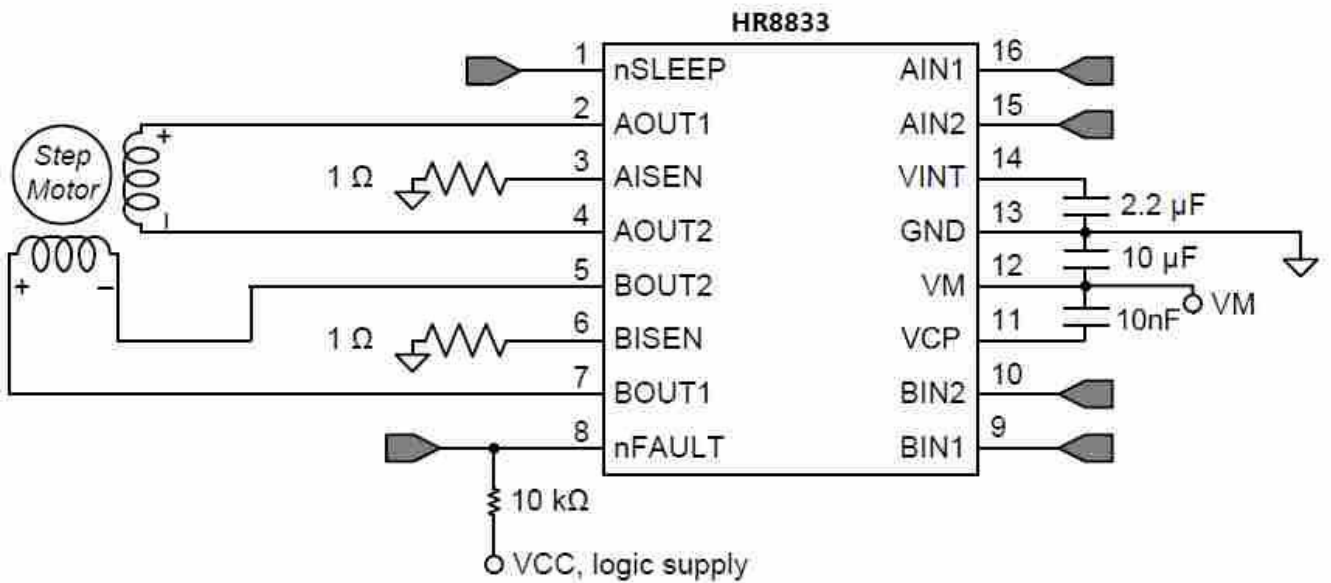 HR8833
1 nSLEEP AIN1 16
2 AOUT1 AIN2 15
Step
Motor
+
−
1 Ω 3 AISEN VINT 14
2.2 µF
4 AOUT2 GND 13
10 µF
+ −
5 BOUT2 VM 12
VM
10nF
1 Ω 6 BISEN VCP 11
7 BOUT1 BIN2 10
8 nFAULT BIN1 9
10 kΩ
VCC, logic supply